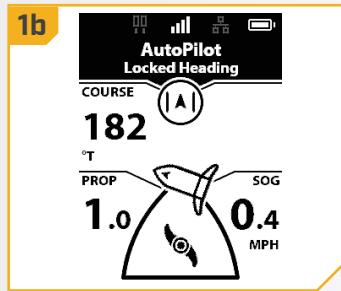 1b
AutoPilot
Locked Heading
COURSE
182
°T
PROP
SOG
1.0
0.4
MPH